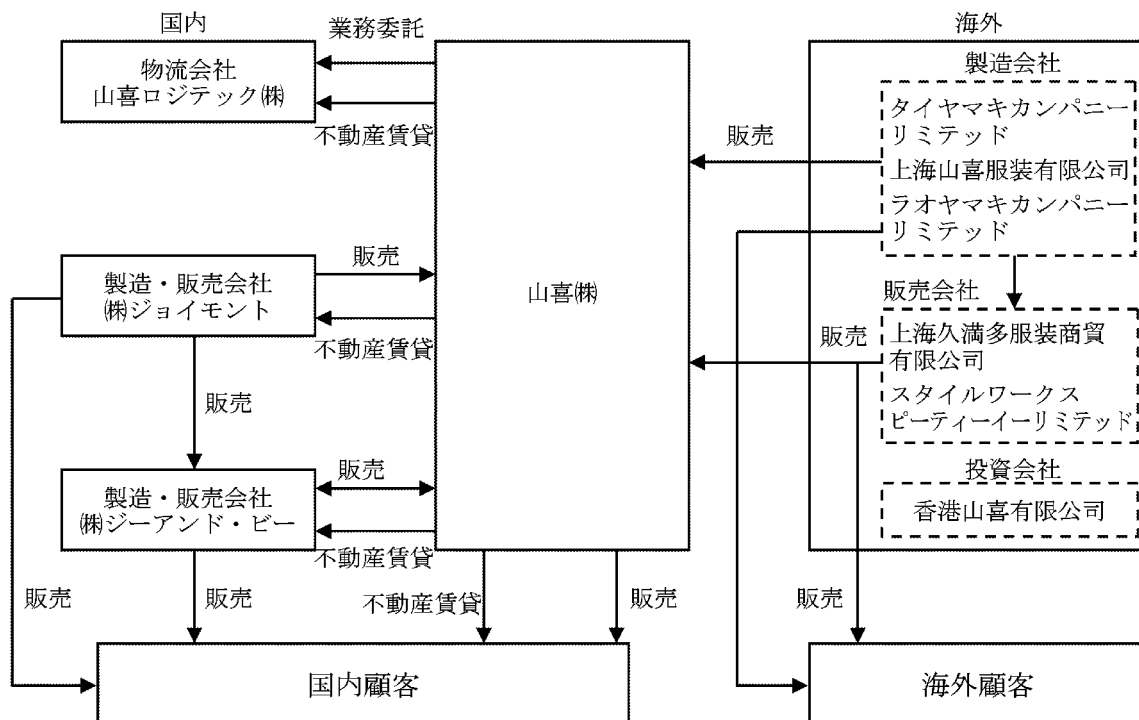 国内
業務委託
物流会社
山喜ロジテック㈱
不動産賃貸
販売
製造・販売会社
㈱ジョイモント
不動産賃貸
販売
販売
製造・販売会社
㈱ジーアンド・ビー
不動産賃貸
山喜㈱
販売
販売
不動産賃貸
販売
国内顧客
海外
製造会社
タイヤマキカンパニー
リミテッド
上海山喜服装有限公司
ラオヤマキカンパニー
リミテッド
販売
販売会社
上海久満多服装商貿
有限公司
スタイルワークス
ピーティーイーリミテッド
販売
投資会社
香港山喜有限公司
販売
海外顧客